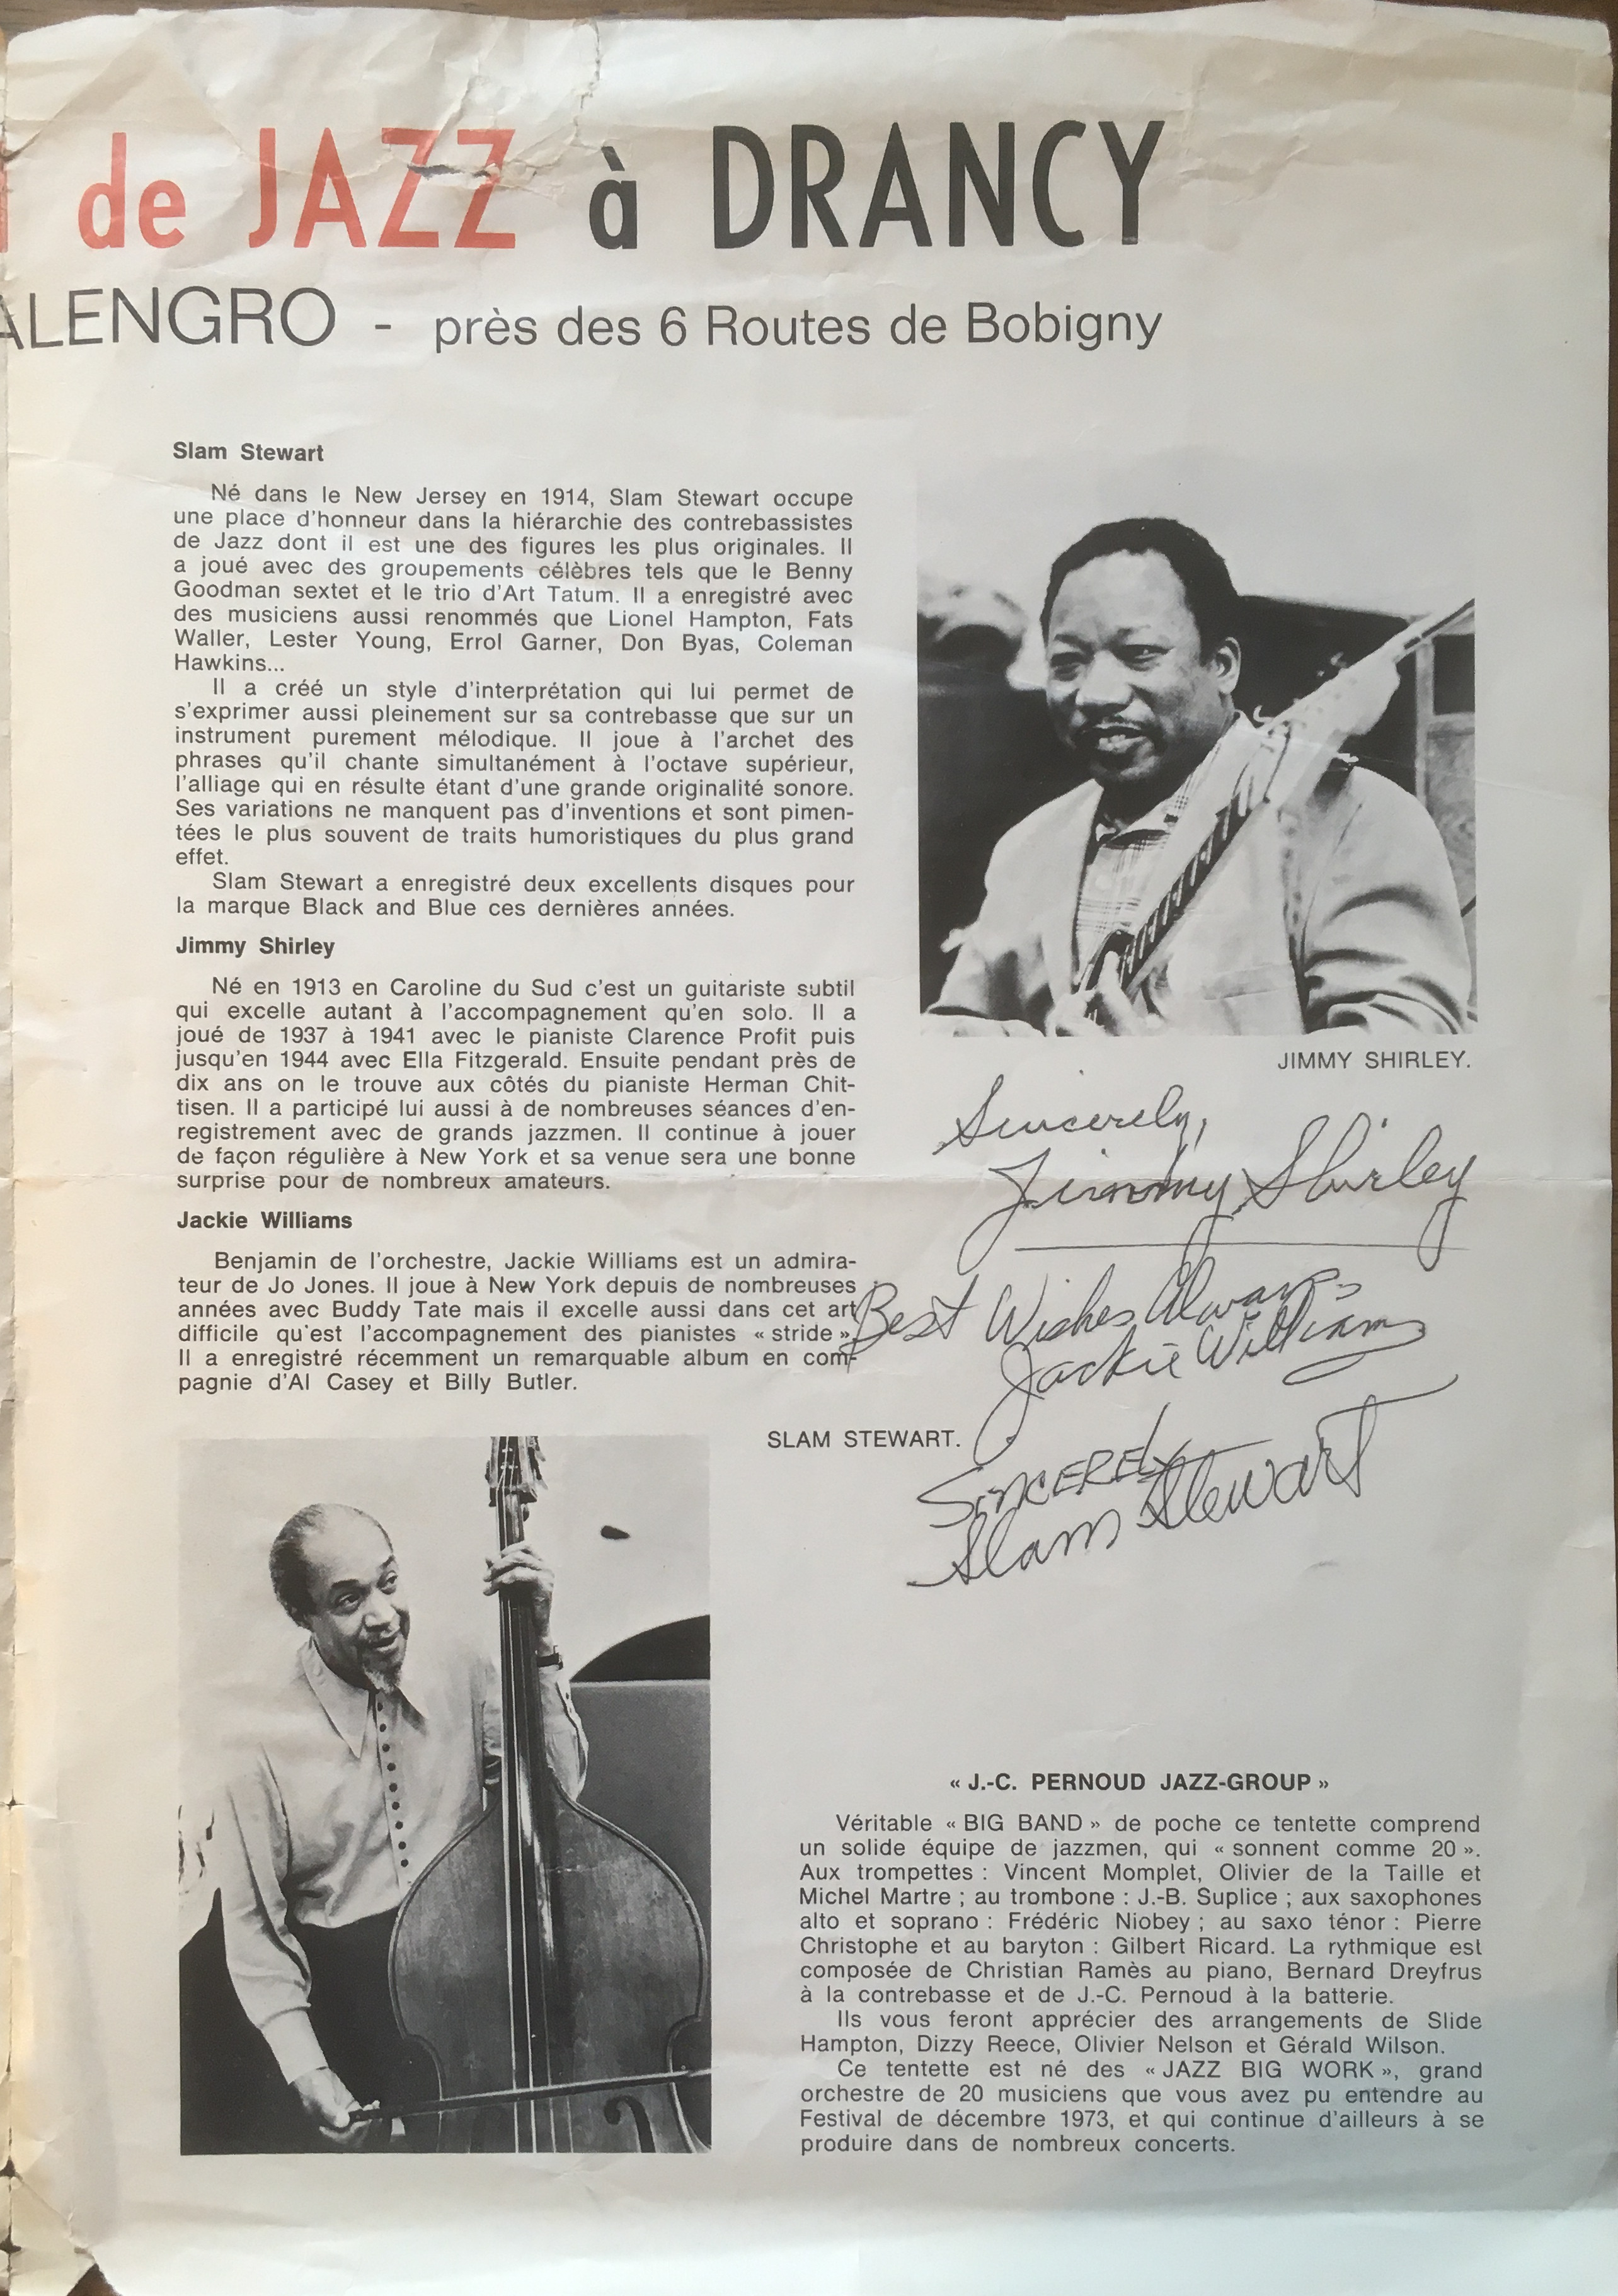 de JAZZ à DRANCY
ALENGRO - près des 6 Routes de Bobigny
Slam Stewart
Né dans le New Jersey en 1914, Slam Stewart occupe
une place d'honneur dans la hiérarchie des contrebassistes
de Jazz dont il est une des figures les plus originales. Il
a joué avec des groupements célèbres tels que le Benny
Goodman sextet et le trio d'Art Tatum. Il a enregistré avec
des musiciens aussi renommés que Lionel Hampton, Fats
Waller, Lester Young, Errol Garner, Don Byas, Coleman
Hawkins...
Il a créé un style d'interprétation qui lui permet de
s'exprimer aussi pleinement sur sa contrebasse que sur un
instrument purement mélodique. Il joue à l'archet des
phrases qu'il chante simultanément à l'octave supérieur,
l'alliage qui en résulte étant d'une grande originalité sonore.
Ses variations ne manquent pas d'inventions et sont pimen-
tées le plus souvent de traits humoristiques du plus grand
effet.
Slam Stewart a enregistré deux excellents disques pour
la marque Black and Blue ces dernières années.
Jimmy Shirley
Né en 1913 en Caroline du Sud c'est un guitariste subtil
qui excelle autant à l'accompagnement qu'en solo. Il a
joué de 1937 à 1941 avec le pianiste Clarence Profit puis
jusqu'en 1944 avec Ella Fitzgerald. Ensuite pendant près de
dix ans on le trouve aux côtés du pianiste Herman Chit-
tisen. Il a participé lui aussi à de nombreuses séances d'en-
registrement avec de grands jazzmen. Il continue à jouer
de façon régulière à New York et sa venue sera une bonne
surprise pour de nombreux amateurs.
Jackie Williams
Benjamin de l'orchestre, Jackie Williams est un admira-
teur de Jo Jones. Il joue à New York depuis de nombreuses
années avec Buddy Tate mais il excelle aussi dans cet art
difficile qu'est l'accompagnement des pianistes « stride ».
Il a enregistré récemment un remarquable album en com-
pagnie d'Al Casey et Billy Butler.
JIMMY SHIRLEY.
Sincerely,
Jimmy Shirley
Best Wishes Always
Jackie Williams
SLAM STEWART.
SINCERELY
Slam Stewart
« J.-C. PERNOUD JAZZ-GROUP »
Véritable « BIG BAND » de poche ce tentette comprend
un solide équipe de jazzmen, qui « sonnent comme 20 ».
Aux trompettes : Vincent Momplet, Olivier de la Taille et
Michel Martre ; au trombone : J.-B. Suplice ; aux saxophones
alto et soprano : Frédéric Niobey ; au saxo ténor : Pierre
Christophe et au baryton : Gilbert Ricard. La rythmique est
composée de Christian Ramès au piano, Bernard Dreyfrus
à la contrebasse et de J.-C. Pernoud à la batterie.
Ils vous feront apprécier des arrangements de Slide
Hampton, Dizzy Reece, Olivier Nelson et Gérald Wilson.
Ce tentette est né des « JAZZ BIG WORK », grand
orchestre de 20 musiciens que vous avez pu entendre au
Festival de décembre 1973, et qui continue d'ailleurs à se
produire dans de nombreux concerts.